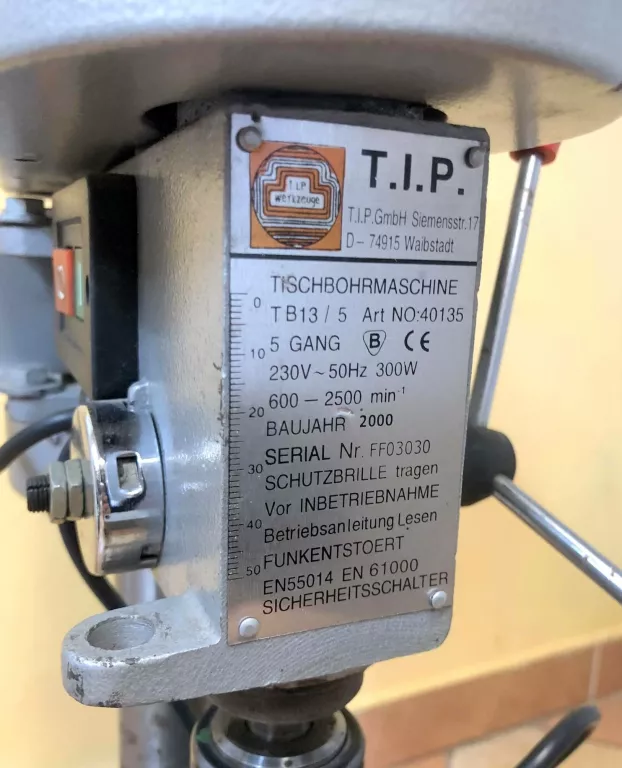 T.I.P
werkzeuge
T.I.P.
T.I.P.GmbH Siemensstr.17
D- 74915 Waibstadt
TISCHBOHRMASCHINE
TB13 / 5 Art NO:40135
5 GANG B CE
230V ~ 50Hz 300W
600 — 2500 min⁻¹
BAUJAHR 2000
SERIAL Nr. FF03030
SCHUTZBRILLE tragen
Vor INBETRIEBNAHME
Betriebsanleitung Lesen
FUNKENTSTOERT
EN55014 EN 61000
SICHERHEITSSCHALTER
0
10
20
30
40
50